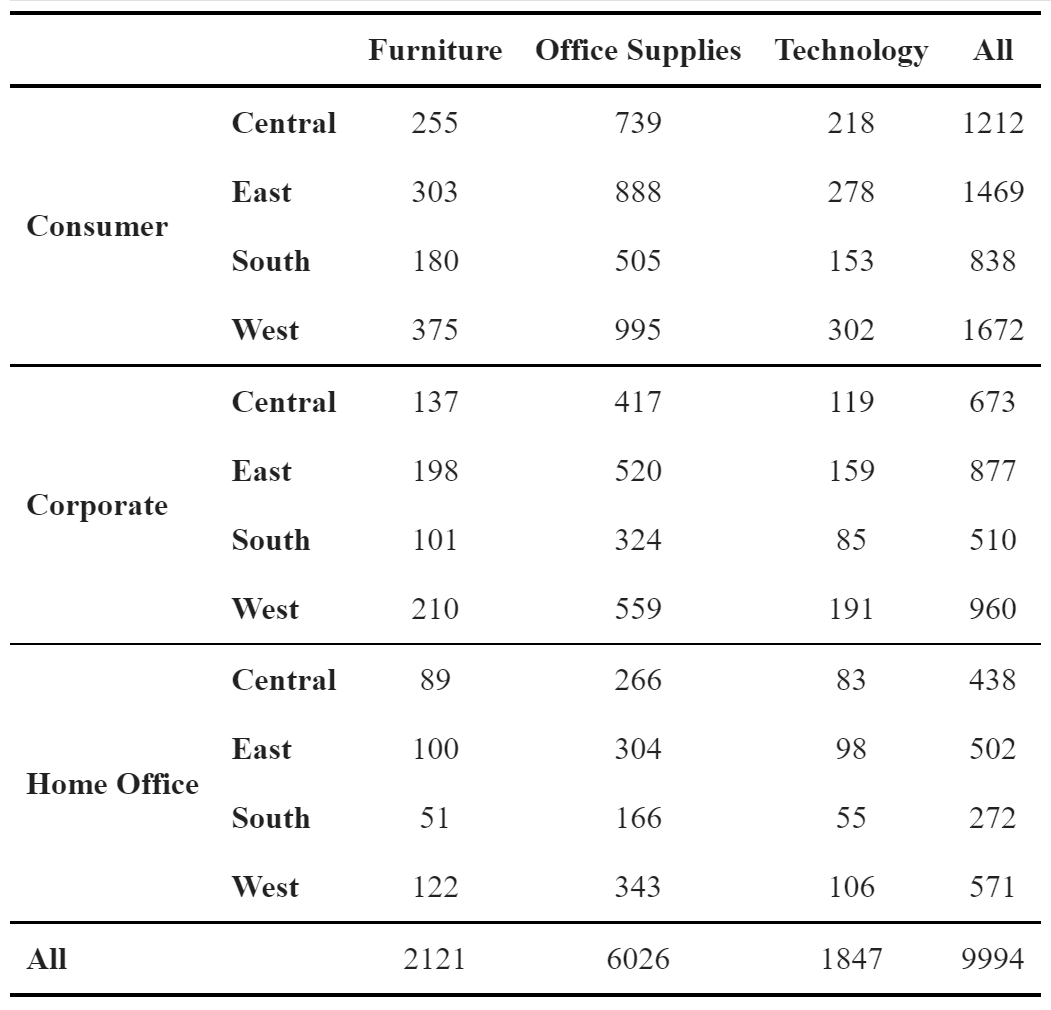 Furniture Office Supplies Technology All
Consumer
Central 255 739 218 1212
East 303 888 278 1469
South 180 505 153 838
West 375 995 302 1672
Corporate
Central 137 417 119 673
East 198 520 159 877
South 101 324 85 510
West 210 559 191 960
Home Office
Central 89 266 83 438
East 100 304 98 502
South 51 166 55 272
West 122 343 106 571
All 2121 6026 1847 9994